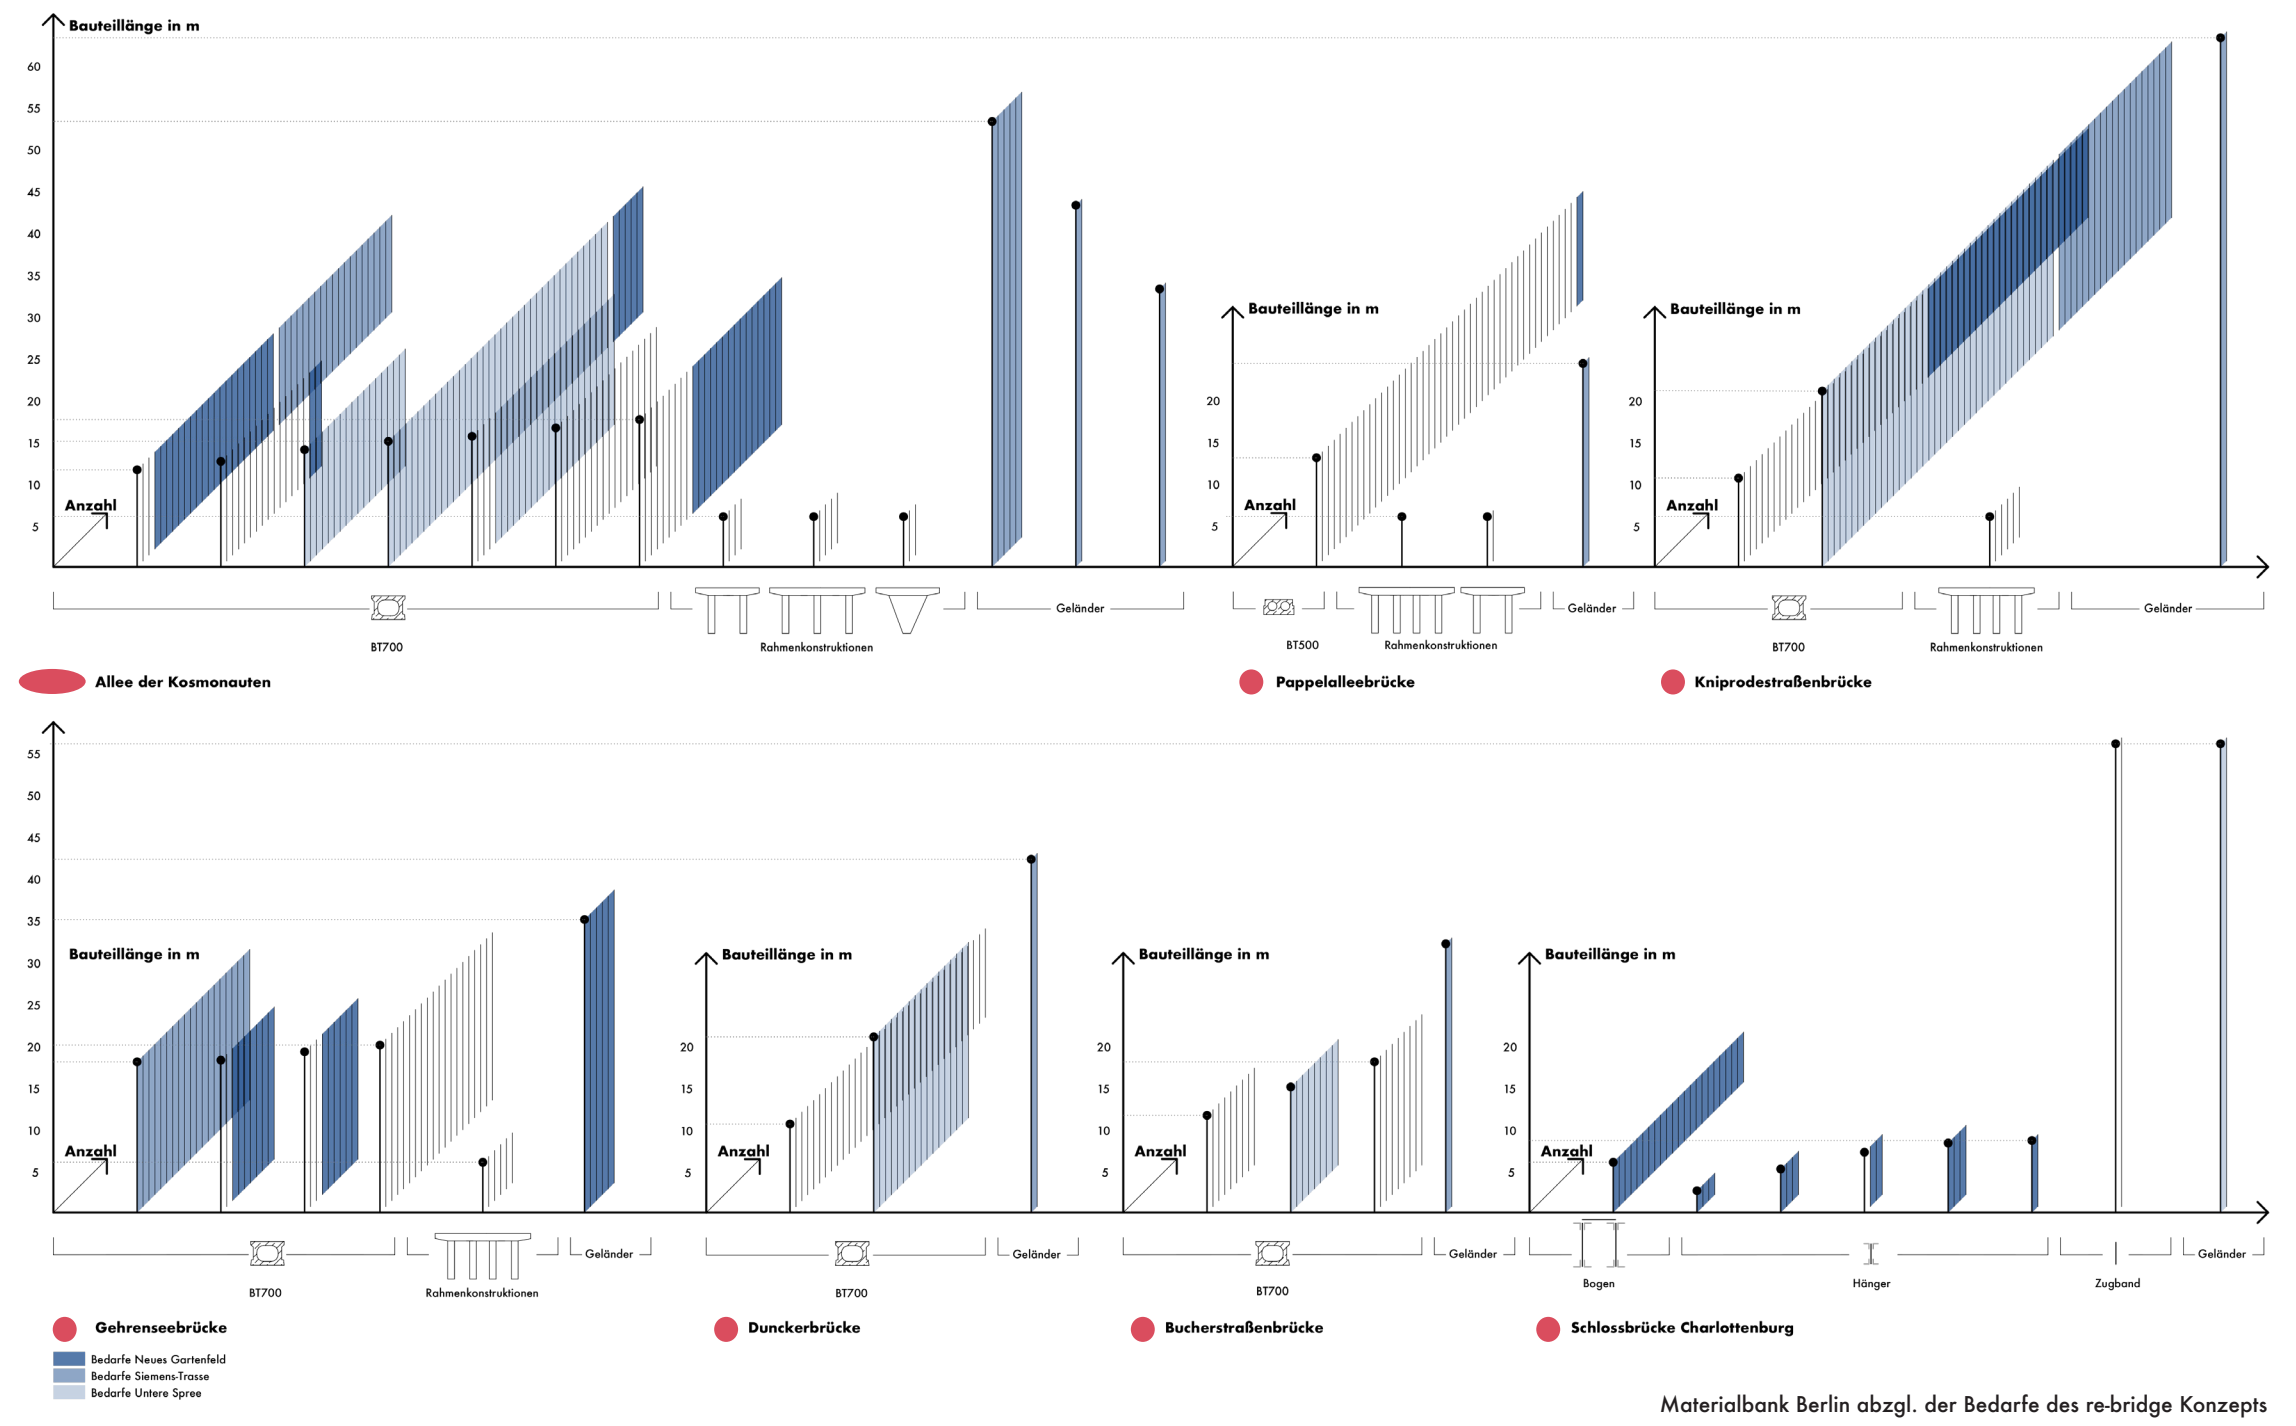 Bauteillänge in m
60
55
50
45
40
35
30
25
20
15
10
5
Anzahl
BT700
Rahmenkonstruktionen
Geländer
Allee der Kosmonauten
Bauteillänge in m
20
15
10
5
Anzahl
BT500
Rahmenkonstruktionen
Geländer
Pappelalleebrücke
Bauteillänge in m
20
15
10
5
Anzahl
BT700
Rahmenkonstruktionen
Geländer
Kniprodestraßenbrücke
55
50
45
40
35
Bauteillänge in m
30
25
20
15
10
5
Anzahl
BT700
Rahmenkonstruktionen
Geländer
Gehrenseebrücke
Bauteillänge in m
20
15
10
5
Anzahl
BT700
Geländer
Dunckerbrücke
Bauteillänge in m
20
15
10
5
Anzahl
BT700
Geländer
Bucherstraßenbrücke
Bauteillänge in m
20
15
10
5
Anzahl
Bogen
Hänger
Zugband
Geländer
Schlossbrücke Charlottenburg
Bedarfe Neues Gartenfeld
Bedarfe Siemens-Trasse
Bedarfe Untere Spree
Materialbank Berlin abzgl. der Bedarfe des re-bridge Konzepts